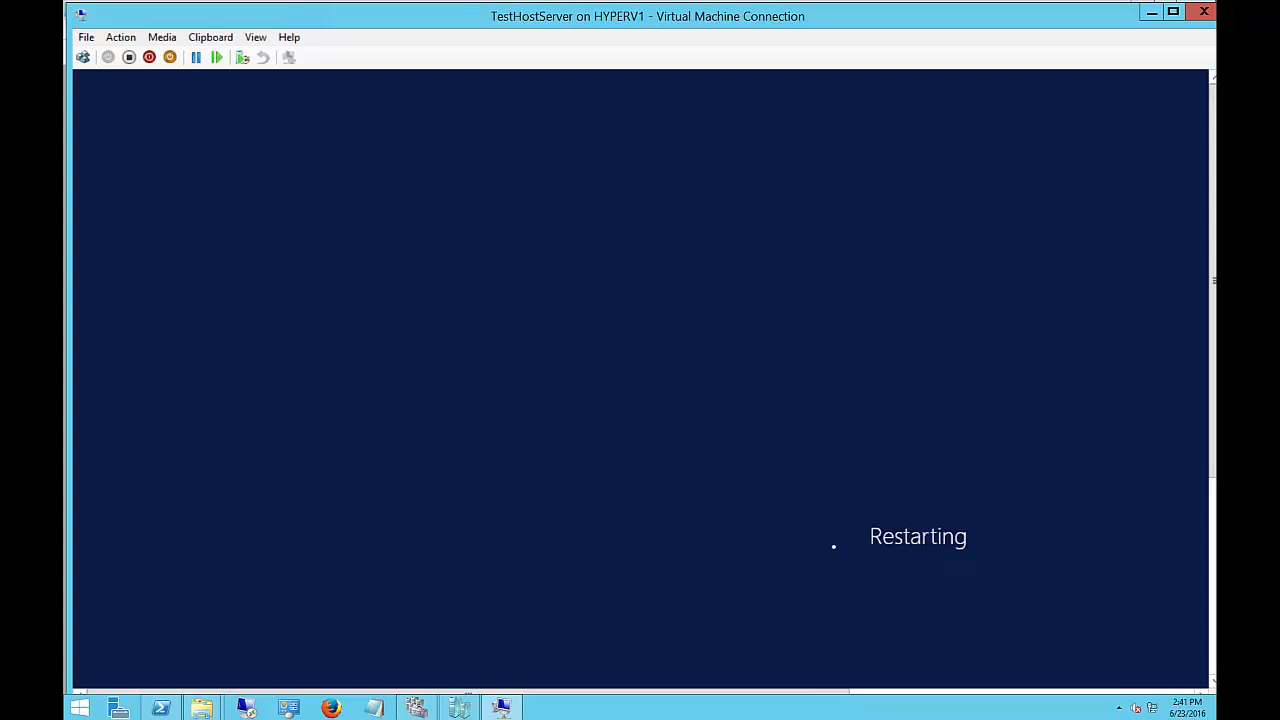 TestHostServer on HYPERV1 - Virtual Machine Connection
File Action Media Clipboard View Help
Restarting
2:41 PM
6/23/2016